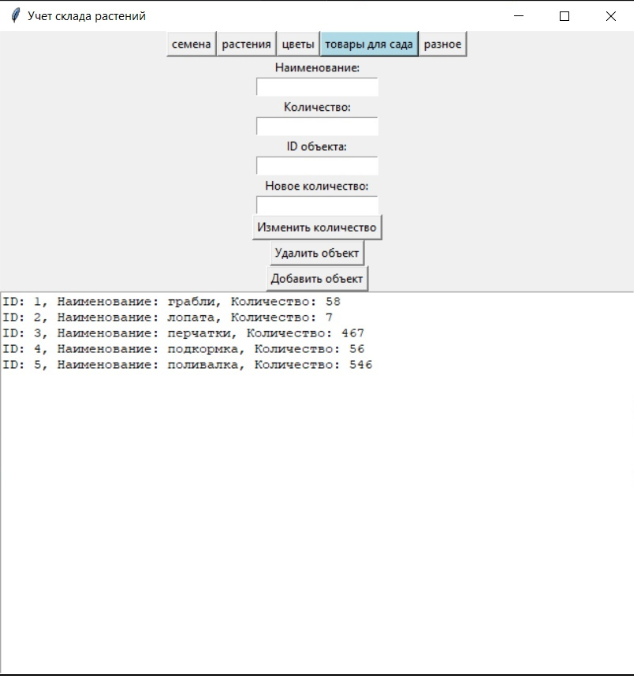 Учет склада растений
семена растения цветы товары для сада разное
Наименование:
Количество:
ID объекта:
Новое количество:
Изменить количество
Удалить объект
Добавить объект
ID: 1, Наименование: грабли, Количество: 58
ID: 2, Наименование: лопата, Количество: 7
ID: 3, Наименование: перчатки, Количество: 467
ID: 4, Наименование: подкормка, Количество: 56
ID: 5, Наименование: поливалка, Количество: 546